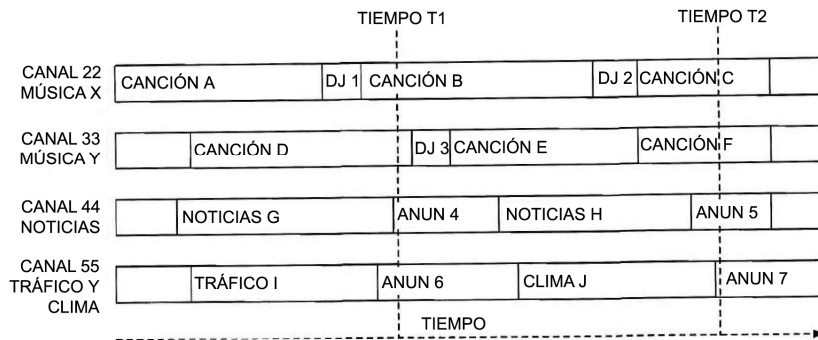 TIEMPO T1
TIEMPO T2
CANAL 22
MÚSICA X
CANCIÓN A
DJ 1
CANCIÓN B
DJ 2
CANCIÓN C
CANAL 33
MÚSICA Y
CANCIÓN D
DJ 3
CANCIÓN E
CANCIÓN F
CANAL 44
NOTICIAS
NOTICIAS G
ANUN 4
NOTICIAS H
ANUN 5
CANAL 55
TRÁFICO Y
CLIMA
TRÁFICO I
ANUN 6
CLIMA J
ANUN 7
TIEMPO